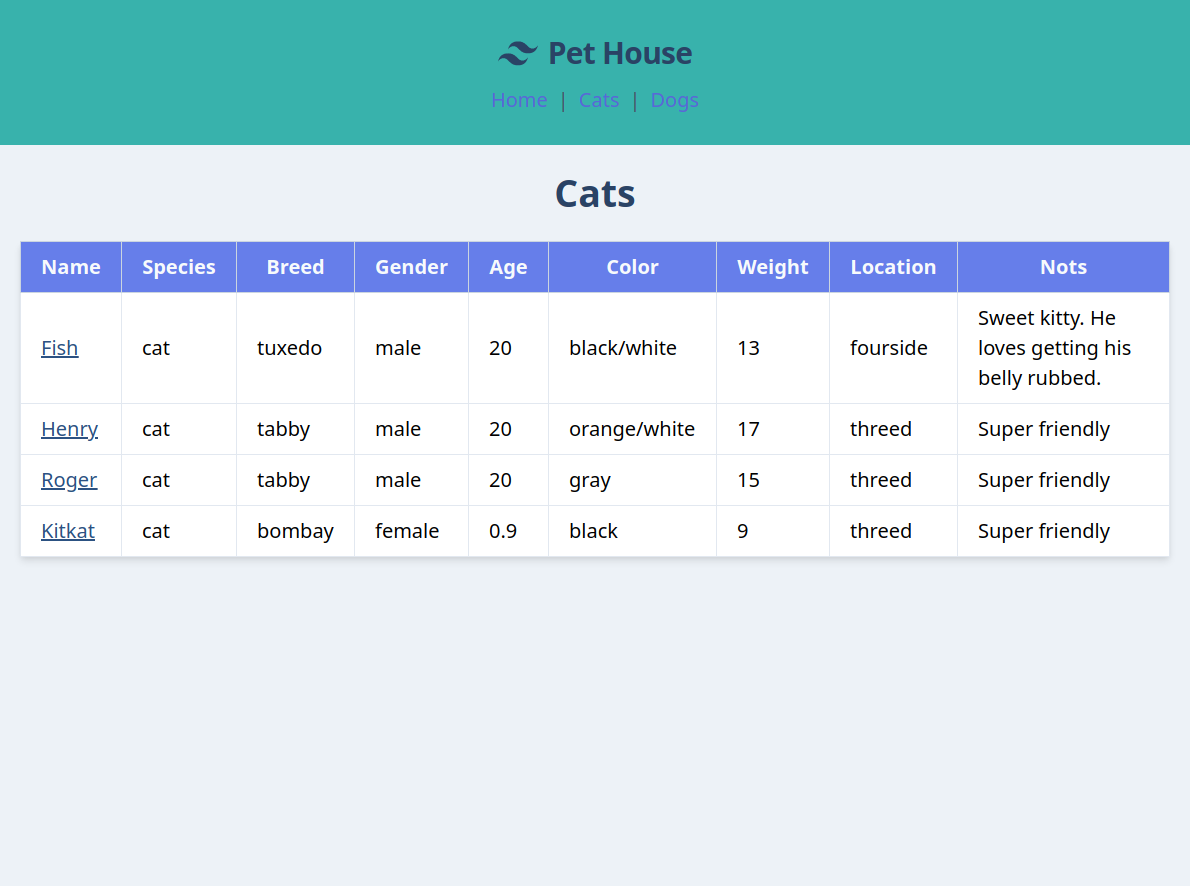 Pet House
Home | Cats | Dogs
Cats
Name Species Breed Gender Age Color Weight Location Nots
Fish cat tuxedo male 20 black/white 13 fourside Sweet kitty. He
loves getting his
belly rubbed.
Henry cat tabby male 20 orange/white 17 threed Super friendly
Roger cat tabby male 20 gray 15 threed Super friendly
Kitkat cat bombay female 0.9 black 9 threed Super friendly